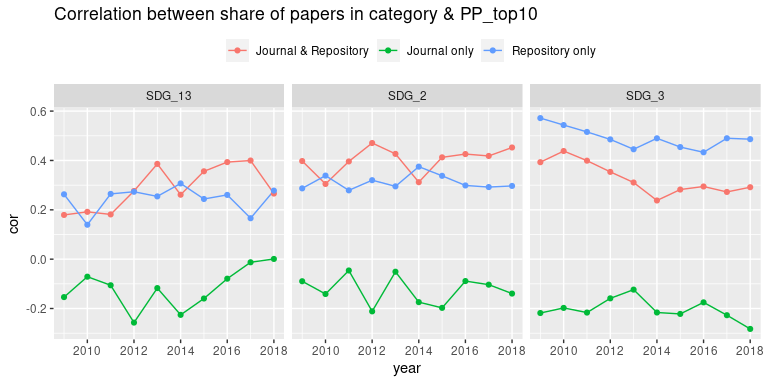 Correlation between share of papers in category & PP_top10
Journal & Repository Journal only Repository only
SDG_13 SDG_2 SDG_3
0.6
0.4
0.2
0.0
-0.2
cor
2010 2012 2014 2016 2018 2010 2012 2014 2016 2018 2010 2012 2014 2016 2018
year